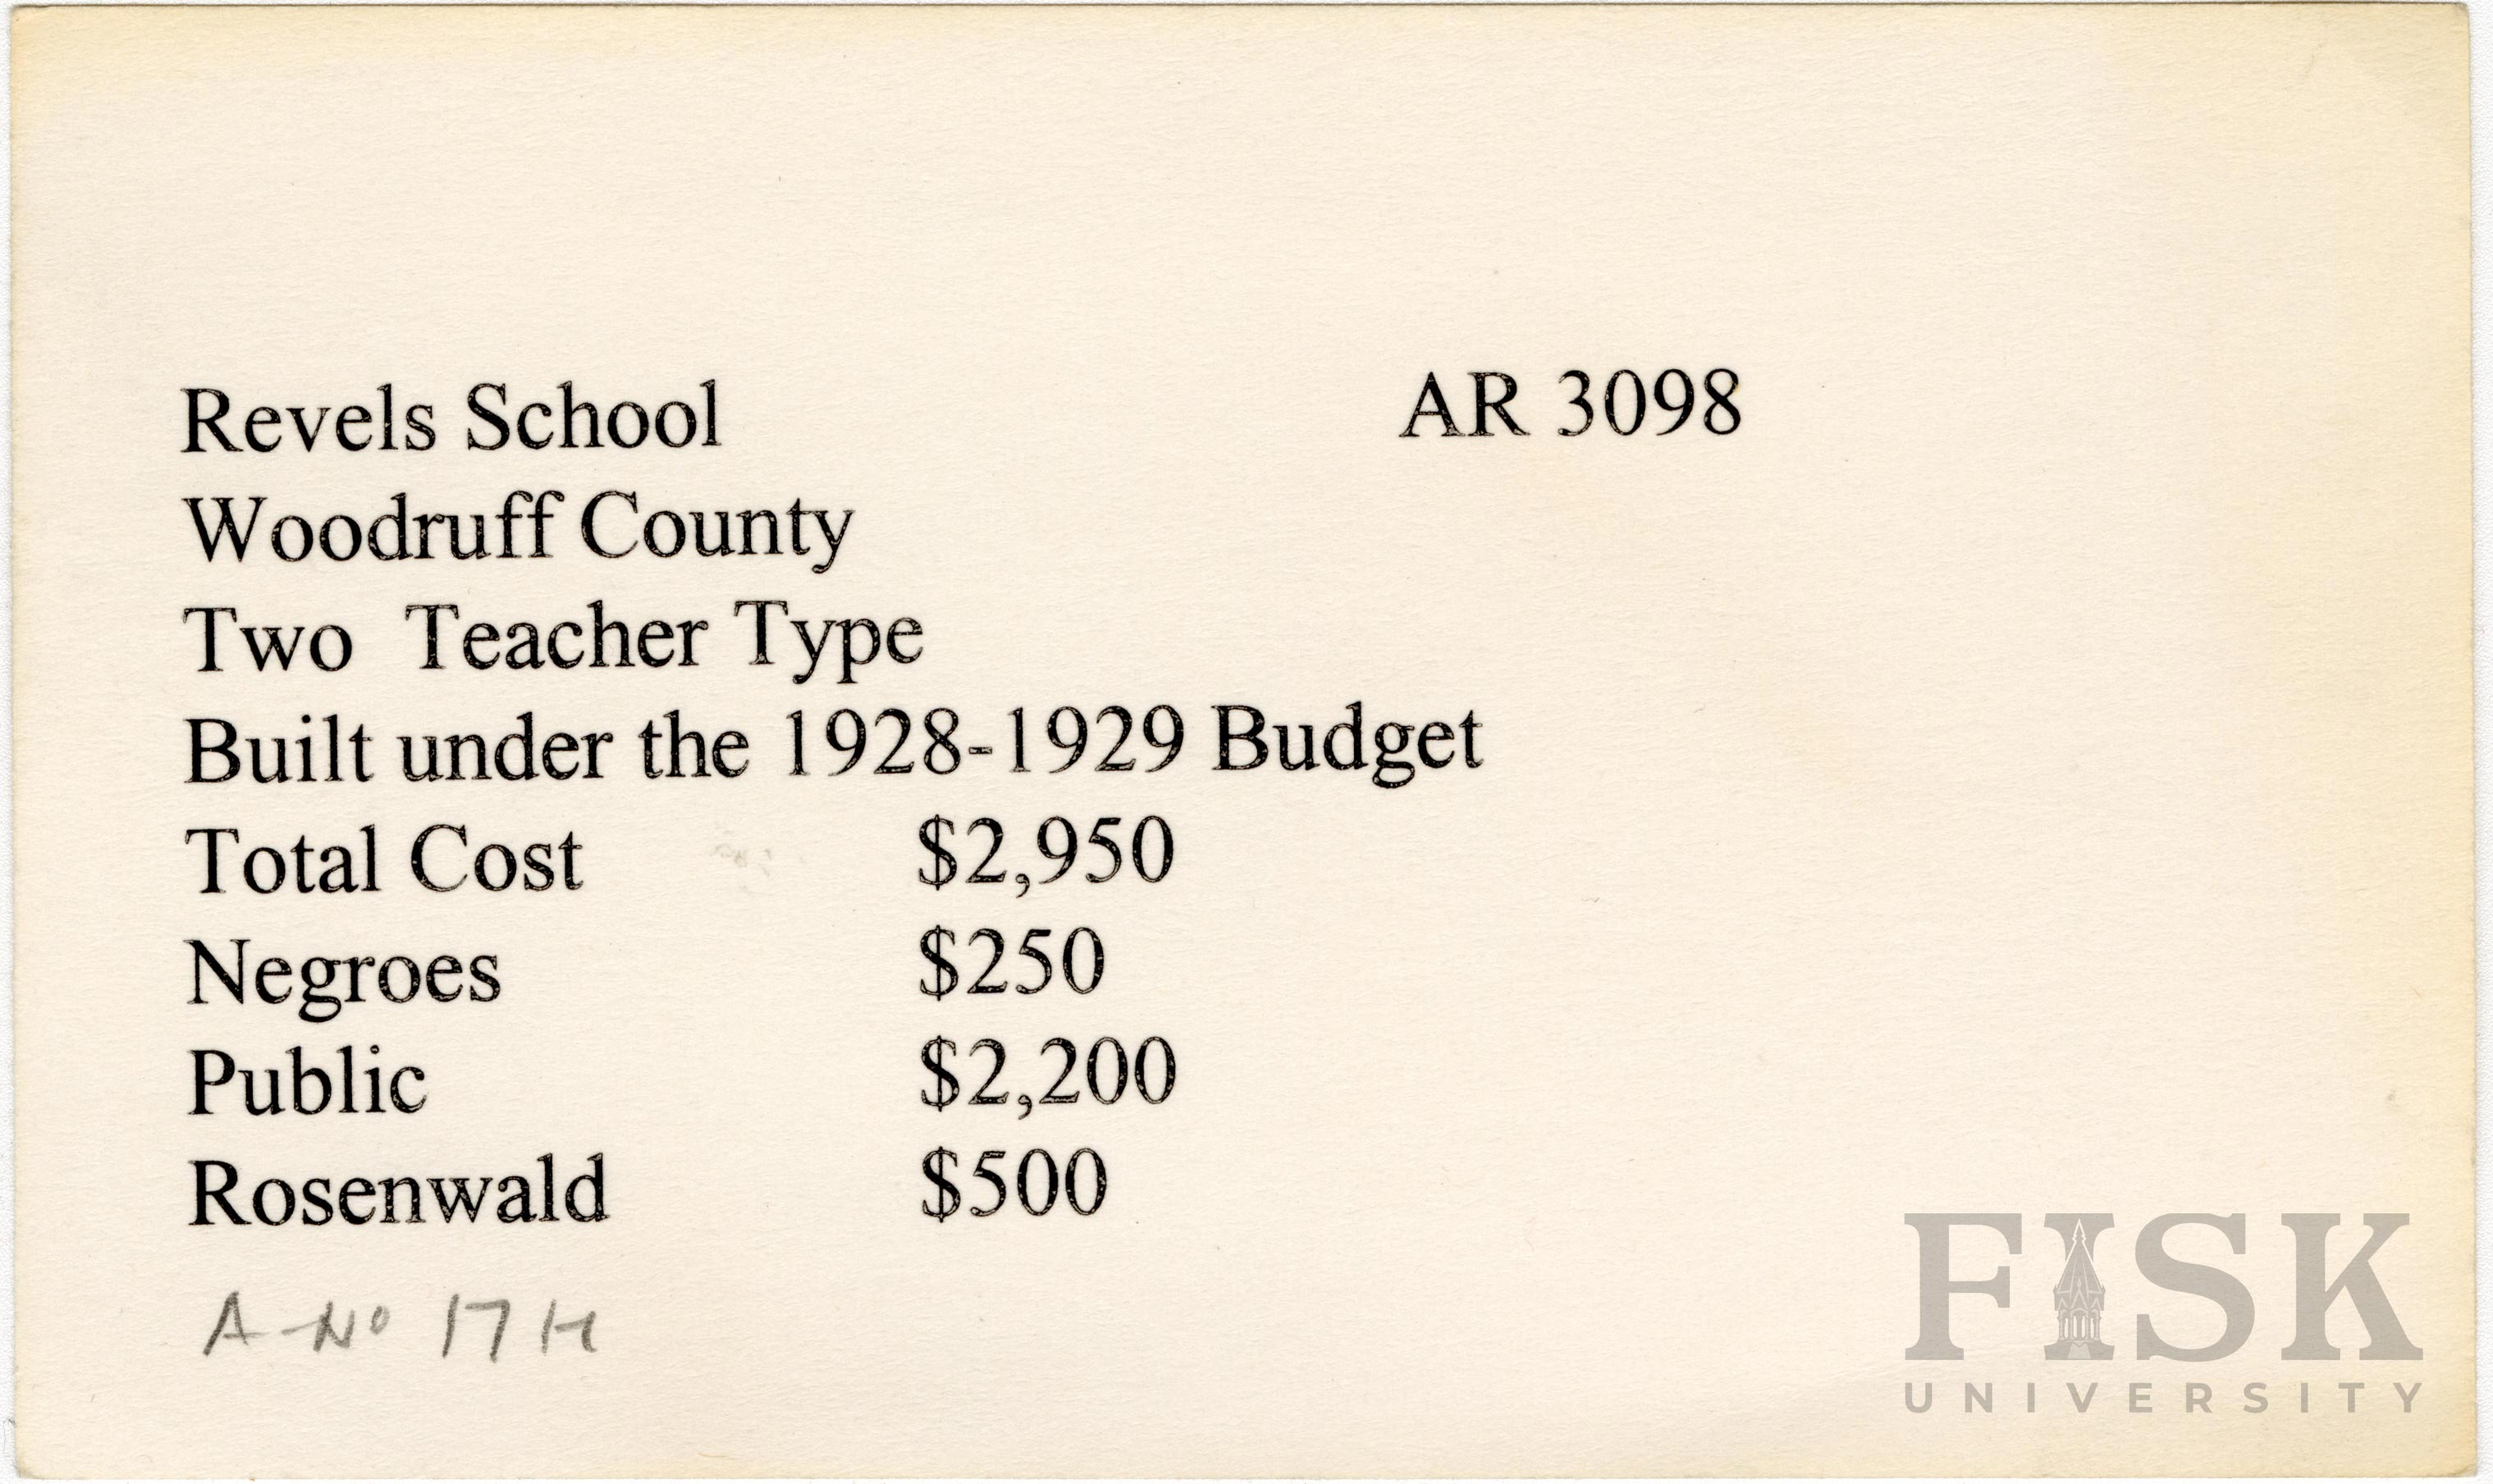 Revels School AR 3098
Woodruff County
Two Teacher Type
Built under the 1928-1929 Budget
Total Cost $2,950
Negroes $250
Public $2,200
Rosenwald $500
A-No 17H
FISK
UNIVERSITY